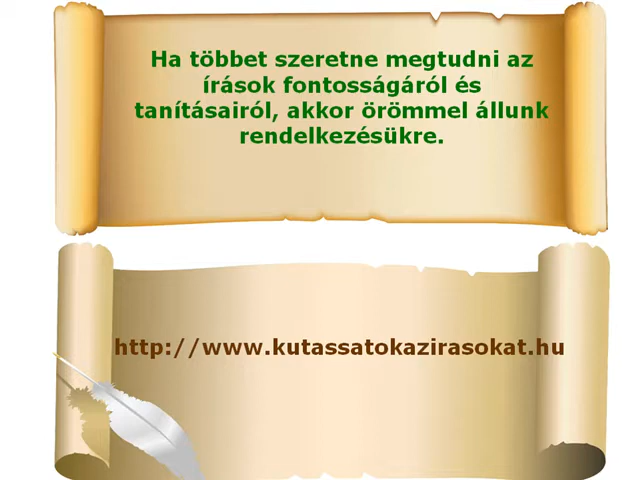 Ha többet szeretne megtudni az
írások fontosságáról és
tanításairól, akkor örömmel állunk
rendelkezésükre.
http://www.kutassatokazirasokat.hu